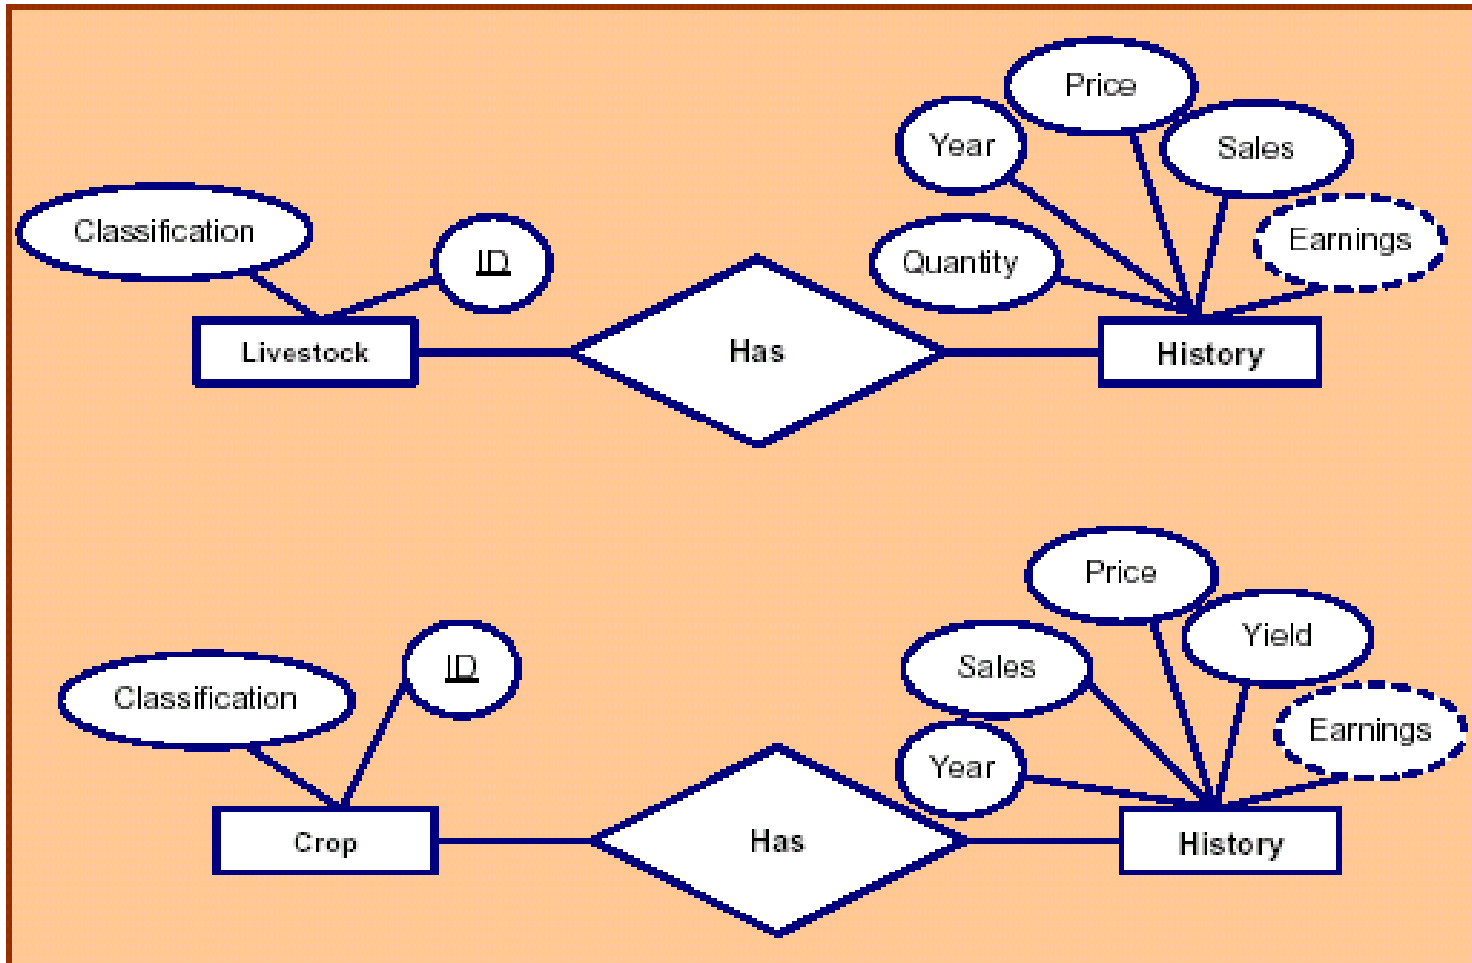 Price
Year
Sales
Classification
Earnings
ID
Quantity
Livestock
Has
History
Price
Yield
Sales
ID
Classification
Earnings
Year
Crop
Has
History